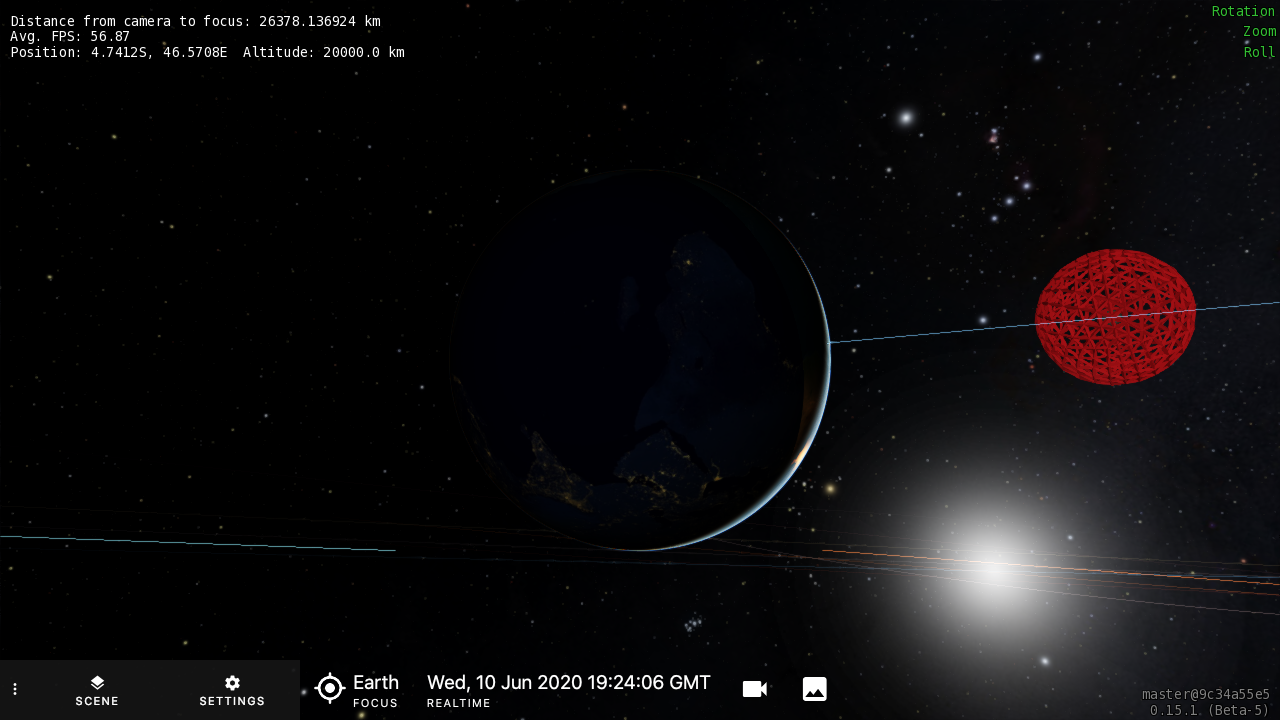 Distance from camera to focus: 26378.136924 km
Avg. FPS: 56.87
Position: 4.7412S, 46.5708E  Altitude: 20000.0 km
Rotation
Zoom
Roll
SCENE
SETTINGS
Earth
FOCUS
Wed, 10 Jun 2020 19:24:06 GMT
REALTIME
master@9c34a55e5
0.15.1 (Beta-5)